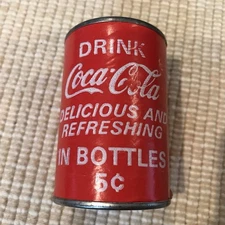 DRINK
Coca-Cola
DELICIOUS AND
REFRESHING
IN BOTTLES
5¢